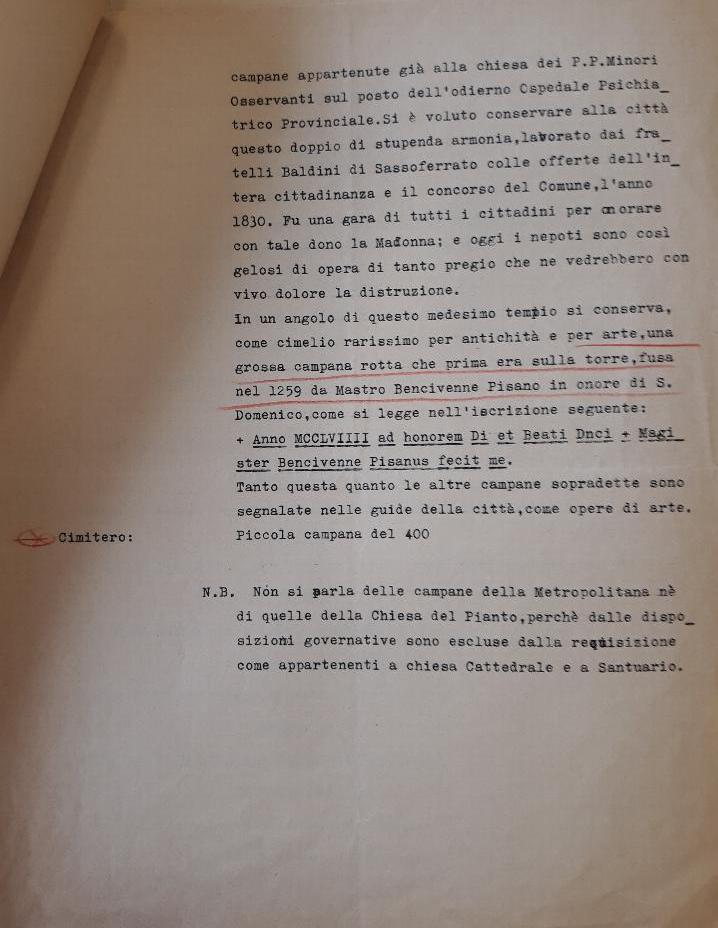 campane appartenute già alla chiesa dei P.P.Minori
Osservanti sul posto dell'odierno Ospedale Psichia_
trico Provinciale.Si è voluto conservare alla città
questo doppio di stupenda armonia,laborato dai fra_
telli Baldini di Sassoferrato colle offerte dell'in_
tera cittadinanza e il concorso del Comune,l'anno
1830. Fu una gara di tutti i cittadini per onorare
con tale dono la Madonna; e oggi i nepoti sono così
gelosi di opera di tanto pregio che ne vedrebbero con
vivo dolore la distruzione.
In un angolo di questo medesimo tempio si conserva,
come cimelio rarissimo per antichità e per arte,una
grossa campana rotta che prima era sulla torre,fusa
nel 1259 da Mastro Bencivenne Pisano in onore di S.
Domenico,come si legge nell'iscrizione seguente:
+ Anno MCCLVIIII ad honorem Di et Beati Dnci + Magi_
ster Bencivenne Pisanus fecit me.
Tanto questa quanto le altre campane sopradette sono
segnalate nelle guide della città,come opere di arte.
Cimitero: Piccola campana del 400
N.B. Non si parla delle campane della Metropolitana nè
di quelle della Chiesa del Pianto,perchè dalle dispo_
sizioni governative sono escluse dalla requisizione
come appartenenti a chiesa Cattedrale e a Santuario.